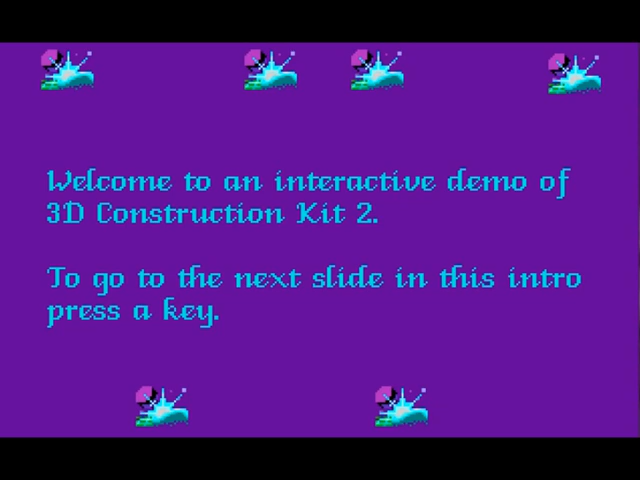 Welcome to an interactive demo of
3D Construction Kit 2.
To go to the next slide in this intro
press a key.